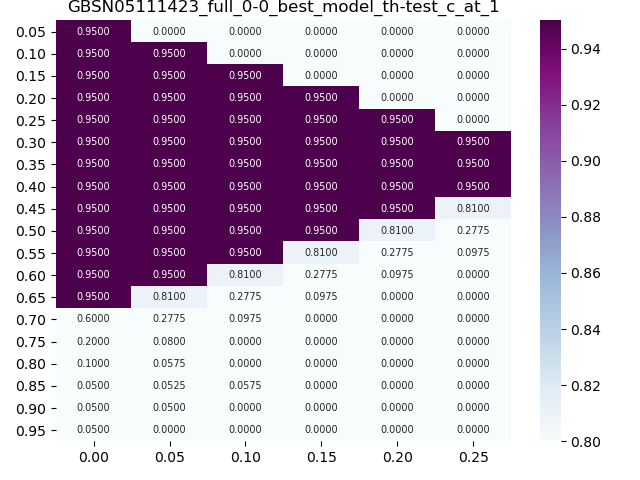 GBSN05111423_full_0-0_best_model_th-test_c_at_1
0.05 0.9500 0.0000 0.0000 0.0000 0.0000 0.0000
0.10 0.9500 0.9500 0.0000 0.0000 0.0000 0.0000
0.15 0.9500 0.9500 0.9500 0.0000 0.0000 0.0000
0.20 0.9500 0.9500 0.9500 0.9500 0.0000 0.0000
0.25 0.9500 0.9500 0.9500 0.9500 0.9500 0.0000
0.30 0.9500 0.9500 0.9500 0.9500 0.9500 0.9500
0.35 0.9500 0.9500 0.9500 0.9500 0.9500 0.9500
0.40 0.9500 0.9500 0.9500 0.9500 0.9500 0.9500
0.45 0.9500 0.9500 0.9500 0.9500 0.9500 0.8100
0.50 0.9500 0.9500 0.9500 0.9500 0.8100 0.2775
0.55 0.9500 0.9500 0.9500 0.8100 0.2775 0.0975
0.60 0.9500 0.9500 0.8100 0.2775 0.0975 0.0000
0.65 0.9500 0.8100 0.2775 0.0975 0.0000 0.0000
0.70 0.6000 0.2775 0.0975 0.0000 0.0000 0.0000
0.75 0.2000 0.0800 0.0000 0.0000 0.0000 0.0000
0.80 0.1000 0.0575 0.0000 0.0000 0.0000 0.0000
0.85 0.0500 0.0525 0.0575 0.0000 0.0000 0.0000
0.90 0.0500 0.0500 0.0000 0.0000 0.0000 0.0000
0.95 0.0500 0.0000 0.0000 0.0000 0.0000 0.0000
0.00 0.05 0.10 0.15 0.20 0.25
0.94
0.92
0.90
0.88
0.86
0.84
0.82
0.80